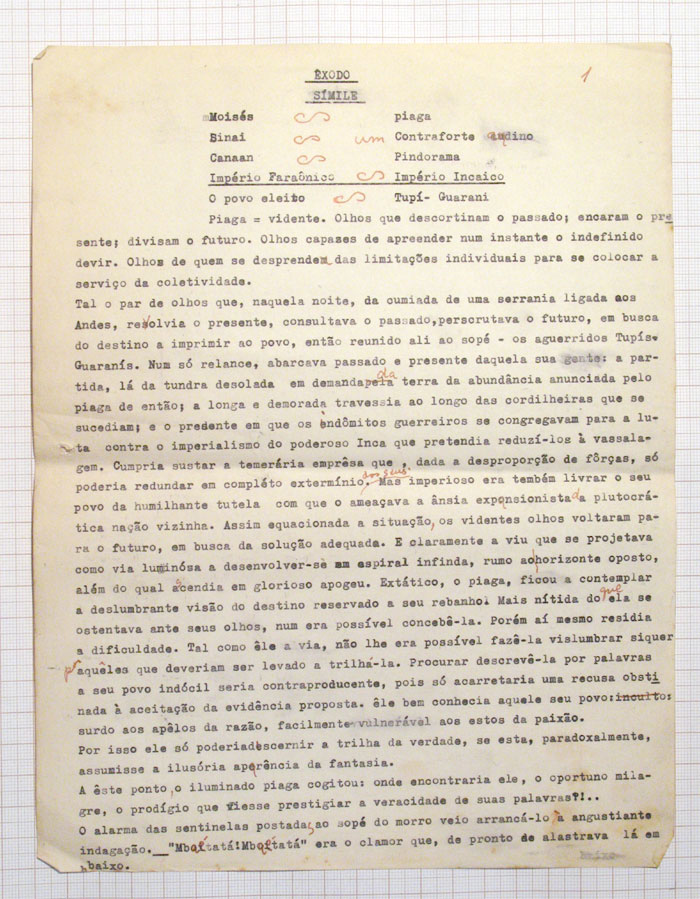 ÊXODO
1
SÍMILE
Moisés ∽ piaga
Sinai ∽ um Contraforte andino
Canaan ∽ Pindorama
Império Faraônico ∽ Império Incaico
O povo eleito ∽ Tupí- Guarani
Piaga = vidente. Olhos que descortinam o passado; encaram o pre
sente; divisam o futuro. Olhos capazes de apreender num instante o indefinido
devir. Olhos de quem se desprendem das limitações individuais para se colocar a
serviço da coletividade.
Tal o par de olhos que, naquela noite, da cumiada de uma serrania ligada aos
Andes, resolvia o presente, consultava o passado,perscrutava o futuro, em busca
do destino a imprimir ao povo, então reunido ali ao sopé - os aguerridos Tupís-
Guaranís. Num só relance, abarcava passado e presente daquela sua gente: a par-
tida, lá da tundra desolada em demanda da terra da abundância anunciada pelo
piaga de então; a longa e demorada travessia ao longo das cordilheiras que se
sucediam; e o presente em que os indômitos guerreiros se congregavam para a lu-
ta contra o imperialismo do poderoso Inca que pretendia reduzí-los à vassala-
gem. Cumpria sustar a temerária emprêsa que , dada a desproporção de fôrças, só
poderia redundar em compléto extermínio dos seus. Mas imperioso era tembém livrar o seu
povo da humilhante tutela com que o ameaçava a ânsia expansionista da plutocrá-
tica nação vizinha. Assim equacionada a situação, os videntes olhos voltaram pa-
ra o futuro, em busca da solução adequada. E claramente a viu que se projetava
como via luminósa a desenvolver-se em espiral infinda, rumo ao horizonte oposto,
além do qual ascendia em glorioso apogeu. Extático, o piaga, ficou a contemplar
a deslumbrante visão do destino reservado a seu rebanho. Mais nítida do que ela se
ostentava ante seus olhos, num era possível concebê-la. Porém aí mesmo residia
a dificuldade. Tal como êle a via, não lhe era possível fazê-la vislumbrar siquer
pr aquêles que deveriam ser levado a trilhá-la. Procurar descrevê-la por palavras
a seu povo indócil seria contraproducente, pois só acarretaria uma recusa obsti
nada à aceitação da evidência proposta. êle bem conhecia aquele seu povo:inculto:
surdo aos apêlos da razão, facilmente vulnerável aos estos da paixão.
Por isso ele só poderia descernir a trilha da verdade, se esta, paradoxalmente,
assumisse a ilusória aparência da fantasia.
A êste ponto, o iluminado piaga cogitou: onde encontraria ele, o oportuno mila-
gre, o prodígio que viesse prestigiar a veracidade de suas palavras?!..
O alarma das sentinelas postadas ao sopé do morro veio arrancá-lo à angustiante
indagação. _"Mboitatá!Mboitatá" era o clamor que, de pronto de alastrava lá em
baixo.